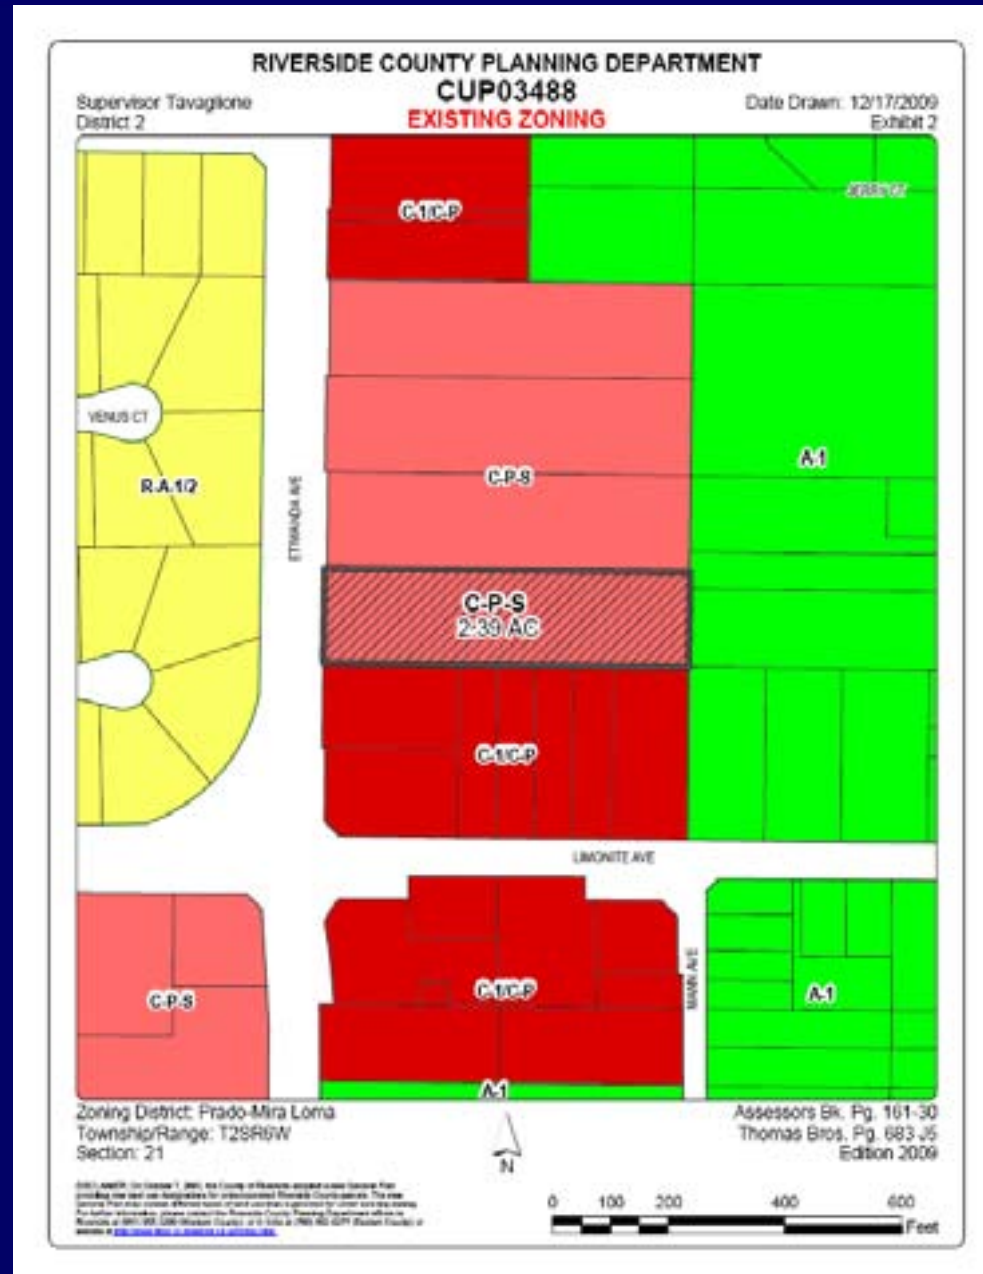 RIVERSIDE COUNTY PLANNING DEPARTMENT
CUP03488
EXISTING ZONING
Supervisor Tavaglione
District 2
Date Drawn: 12/17/2009
Exhibit 2
C-1/C-P
JERRY CT
VENUS CT
R-A-1/2
ETIWANDA AVE
C-P-S
A-1
C-P-S
2.39 AC
C-1/C-P
LIMONITE AVE
C-P-S
C-1/C-P
MANN AVE
A-1
A-1
Zoning District: Prado-Mira Loma
Township/Range: T2SR6W
Section: 21
N
Assessors Bk. Pg. 161-30
Thomas Bros. Pg. 683 J5
Edition 2009
0 100 200 400 600
Feet